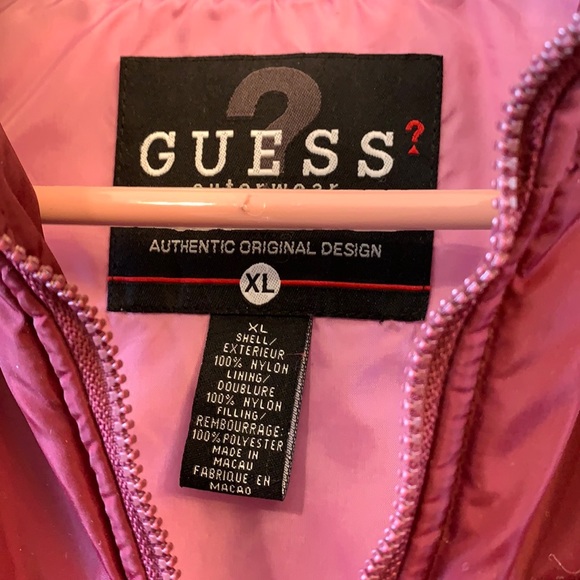 GUESS?
outerwear
AUTHENTIC ORIGINAL DESIGN
XL
XL
SHELL/
EXTERIEUR
100% NYLON
LINING/
DOUBLURE
100% NYLON
FILLING/
REMBOURRAGE:
100% POLYESTER
MADE IN
MACAU
FABRIQUE EN
MACAO